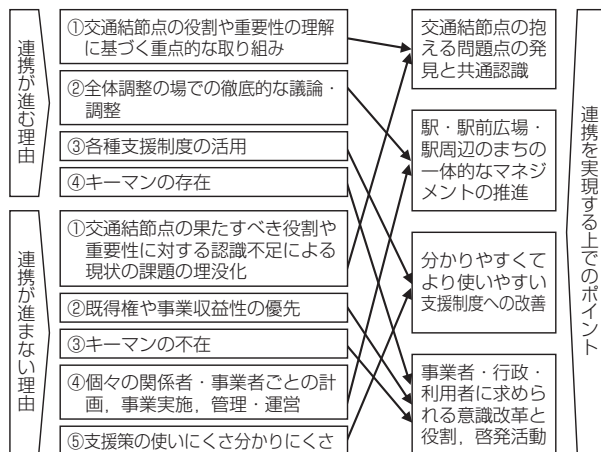 連携が進む理由
①交通結節点の役割や重要性の理解
に基づく重点的な取り組み
②全体調整の場での徹底的な議論・
調整
③各種支援制度の活用
④キーマンの存在
連携が進まない理由
①交通結節点の果たすべき役割や
重要性に対する認識不足による
現状の課題の埋没化
②既得権や事業収益性の優先
③キーマンの不在
④個々の関係者・事業者ごとの計
画，事業実施，管理・運営
⑤支援策の使いにくさ分かりにくさ
交通結節点の抱
える問題点の発
見と共通認識
駅・駅前広場・
駅周辺のまちの
一体的なマネジ
メントの推進
分かりやすくて
より使いやすい
支援制度への改善
事業者・行政・
利用者に求めら
れる意識改革と
役割，啓発活動
連携を実現する上でのポイント